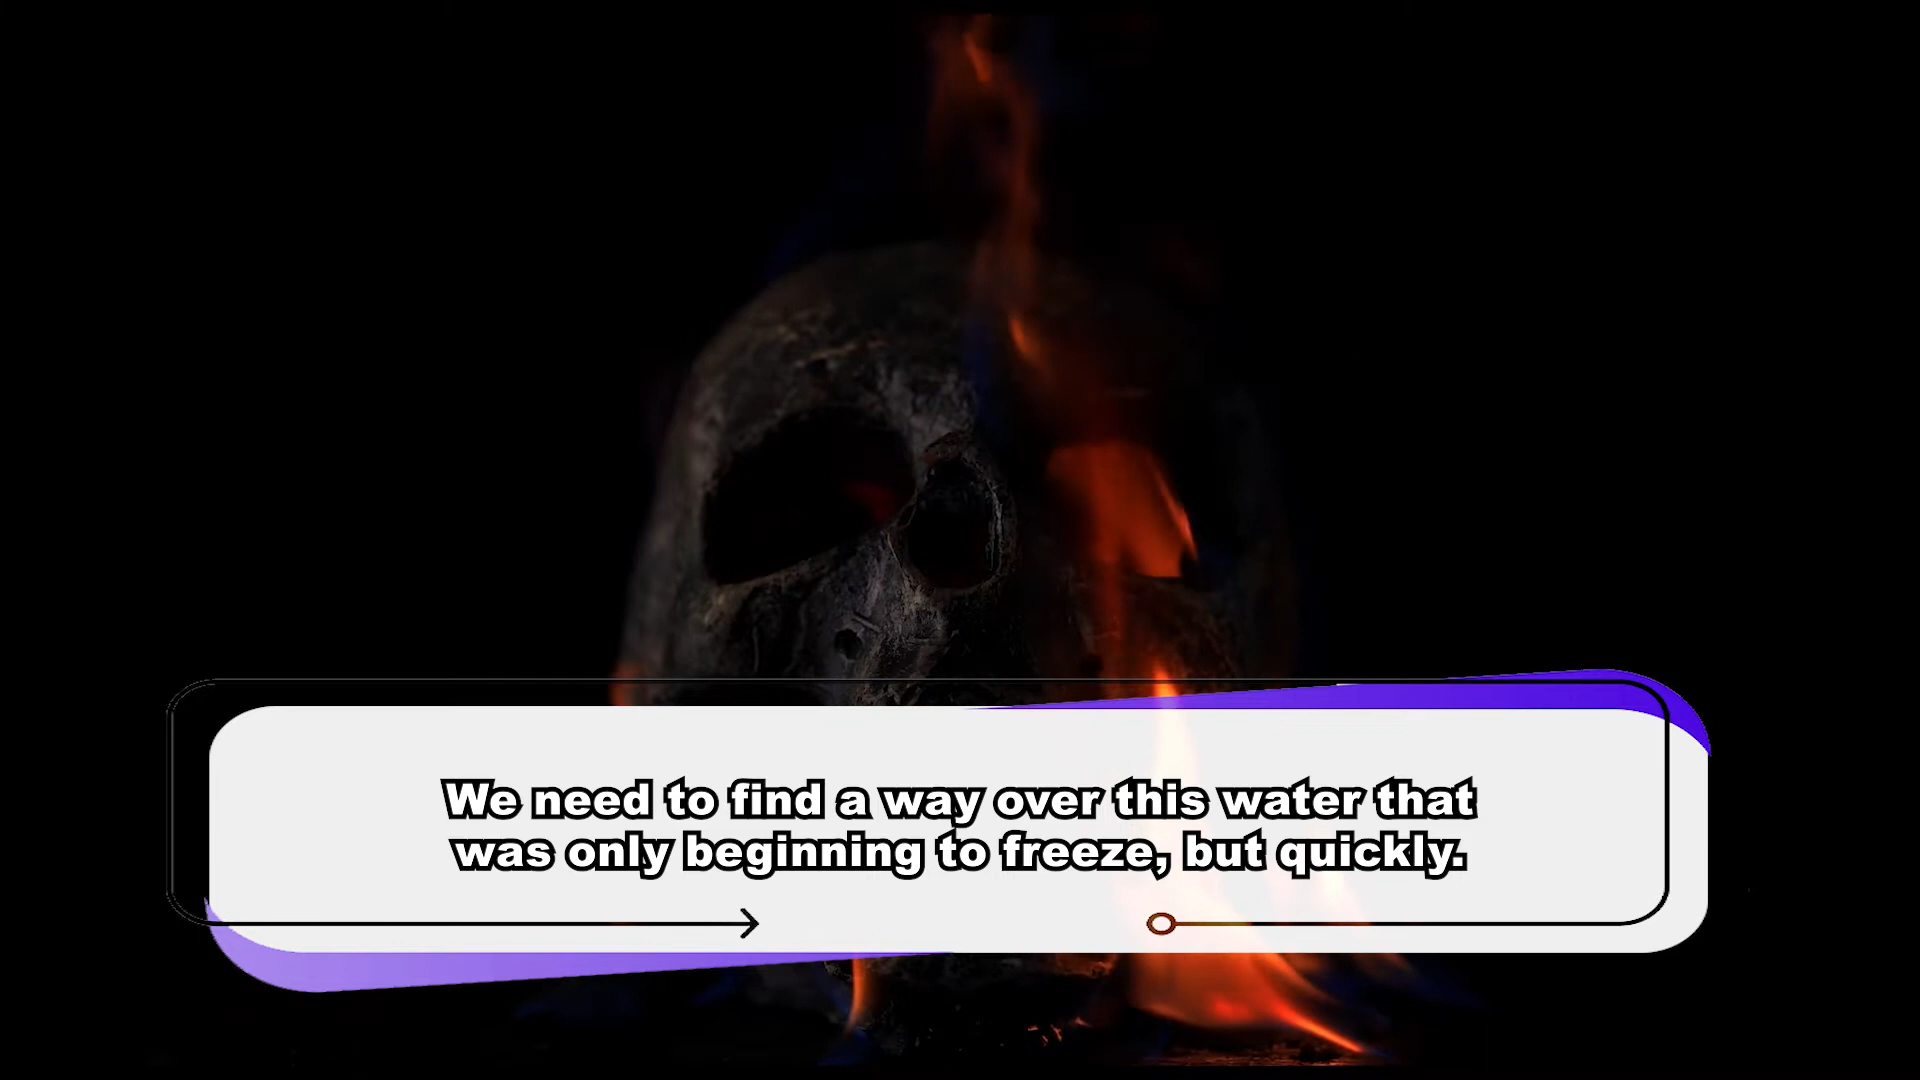 We need to find a way over this water that
was only beginning to freeze, but quickly.